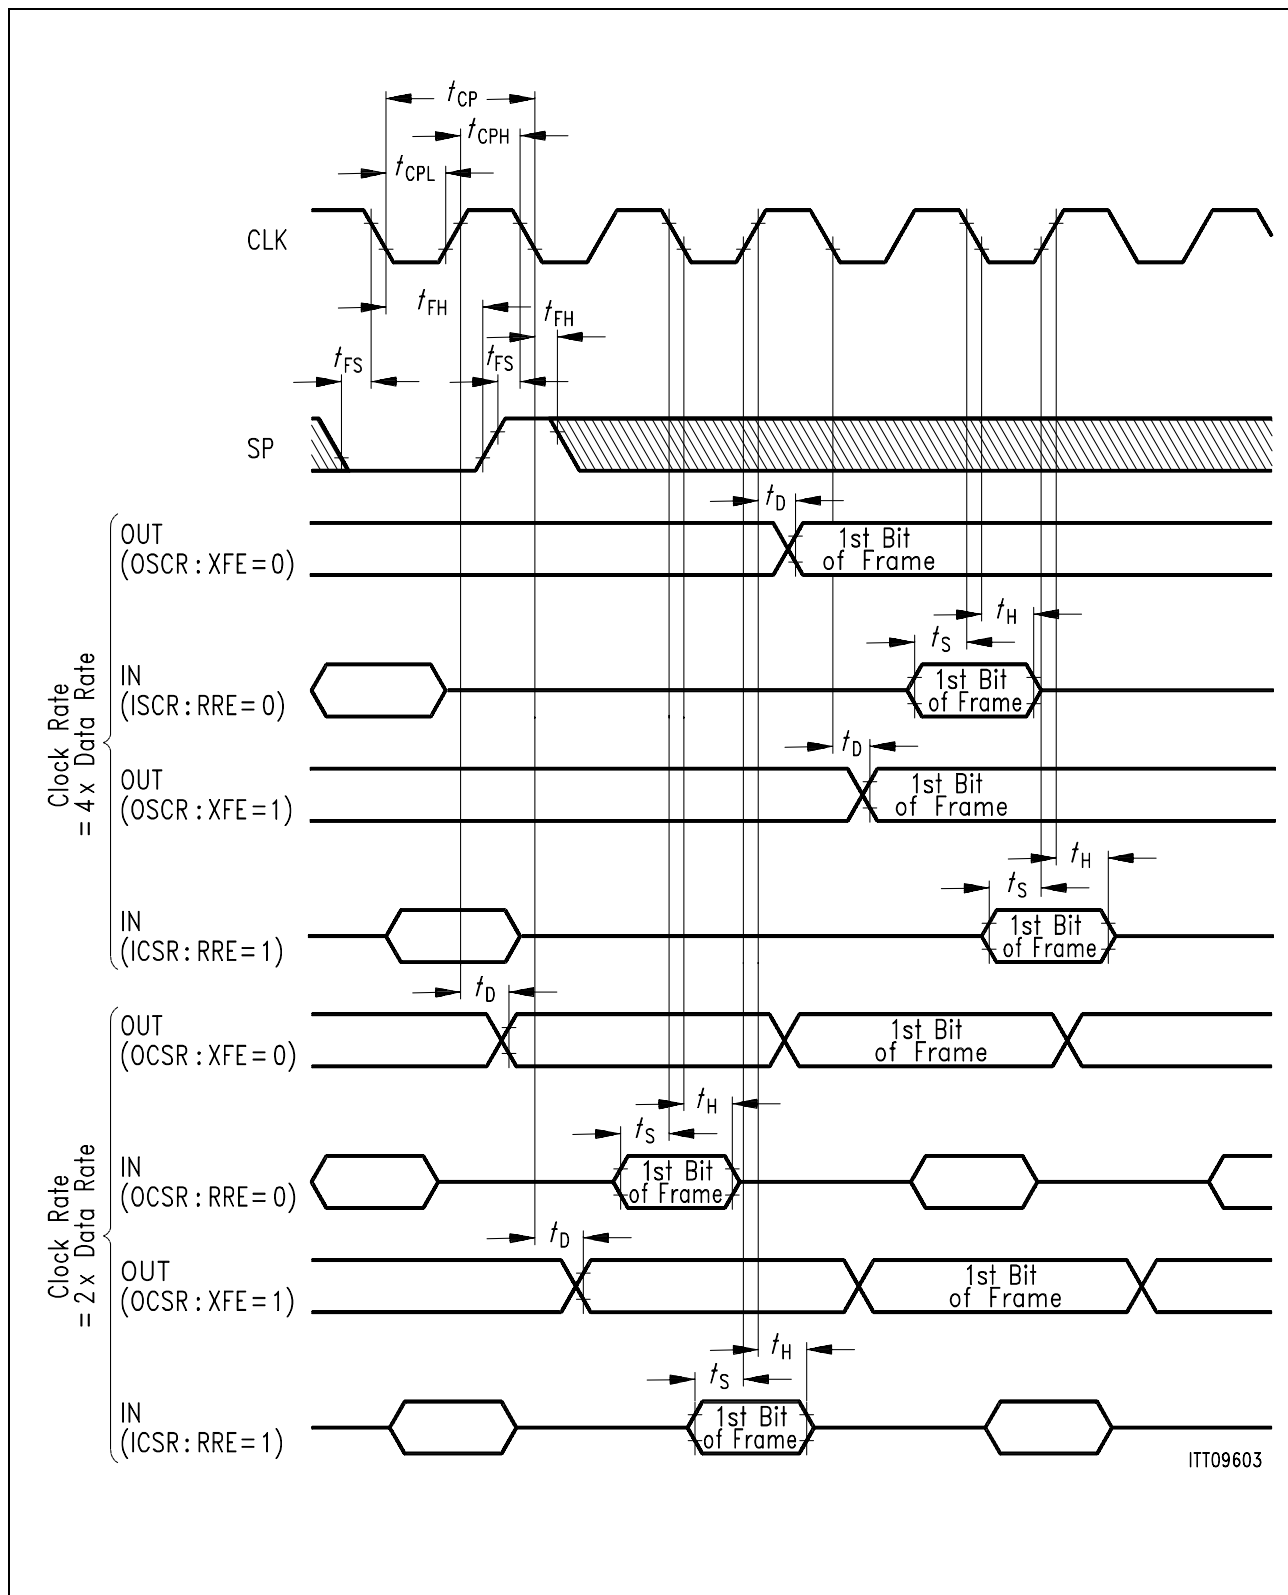 tCP
tCPH
tCPL
CLK
tFH
tFH
tFS
tFS
SP
tD
OUT
(OSCR:XFE=0)
1st Bit
of Frame
tH
tS
IN
(ISCR:RRE=0)
1st Bit
of Frame
Clock Rate
= 4 x Data Rate
tD
OUT
(OSCR:XFE=1)
1st Bit
of Frame
tH
tS
IN
(ICSR:RRE=1)
1st Bit
of Frame
tD
OUT
(OCSR:XFE=0)
1st Bit
of Frame
tH
tS
IN
(OCSR:RRE=0)
1st Bit
of Frame
Clock Rate
= 2 x Data Rate
tD
OUT
(OCSR:XFE=1)
1st Bit
of Frame
tH
tS
IN
(ICSR:RRE=1)
1st Bit
of Frame
ITT09603